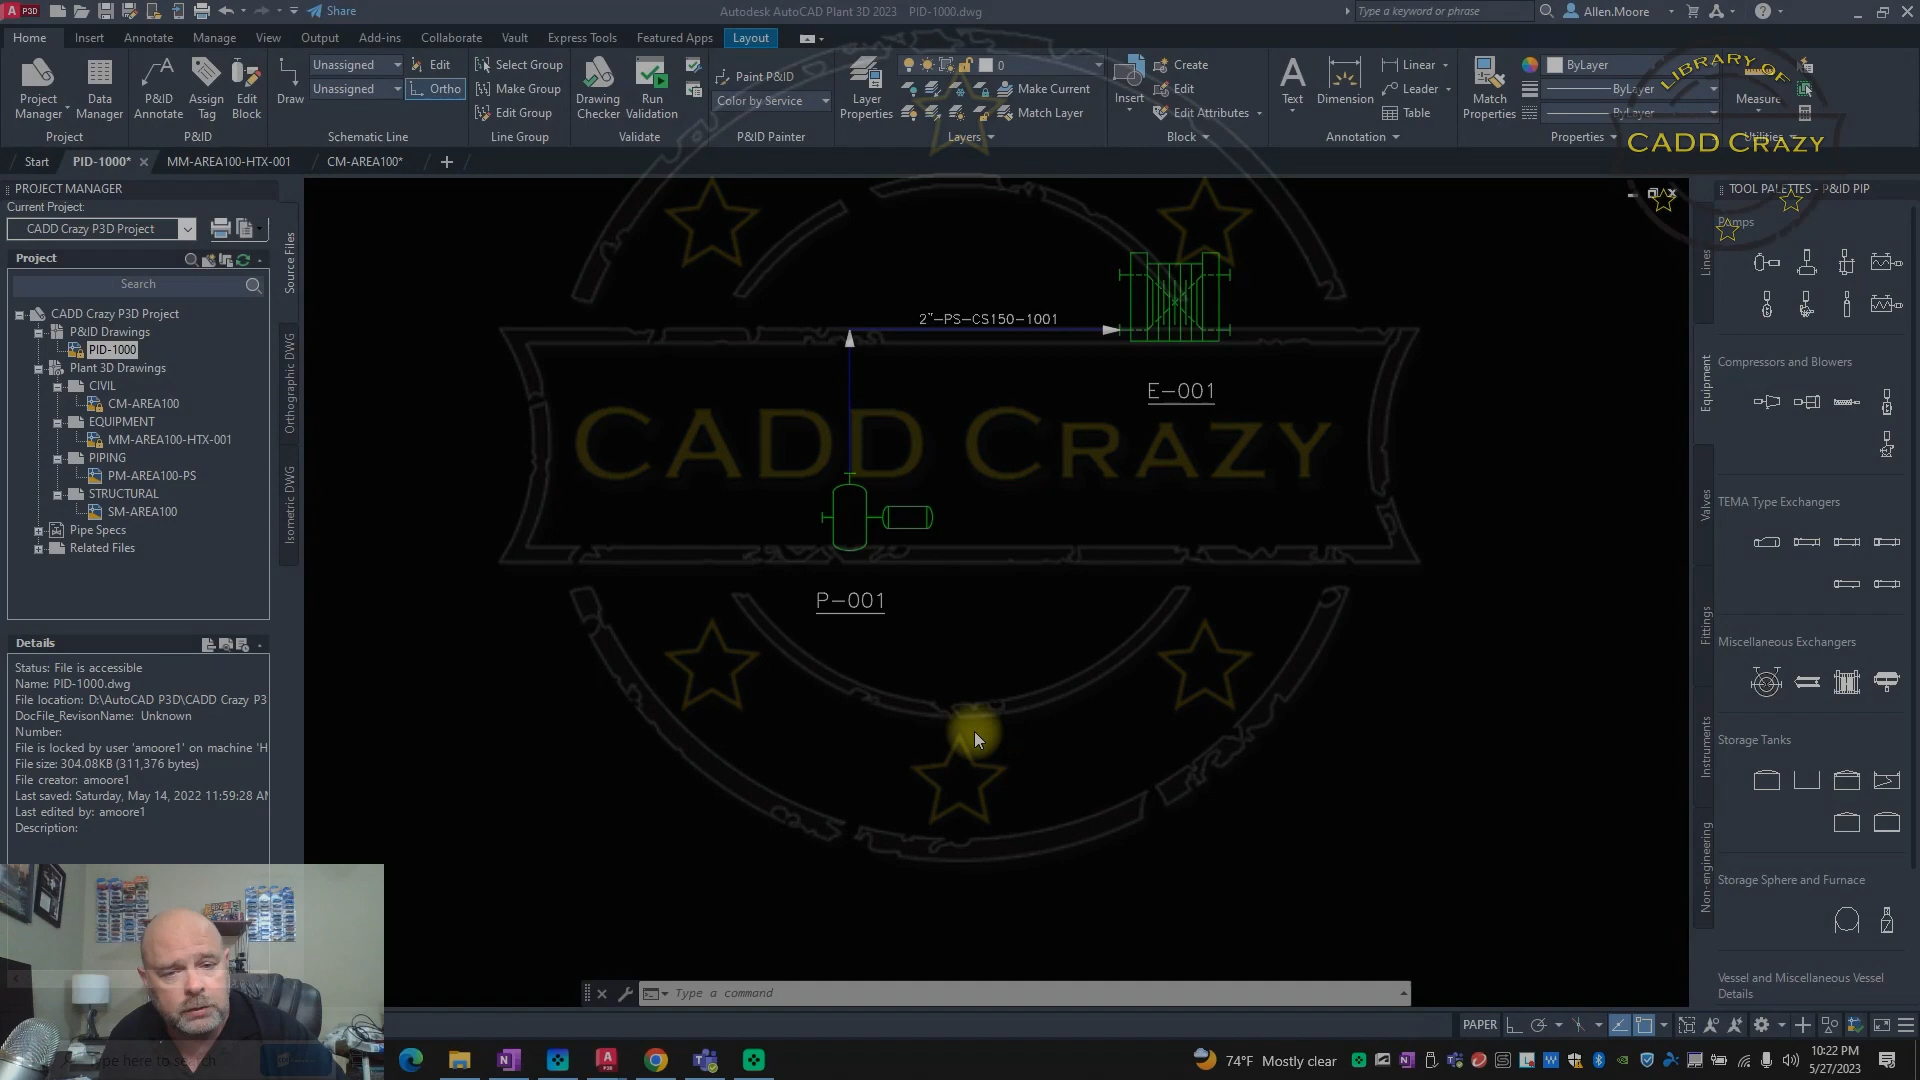 A P3D Share Autodesk AutoCAD Plant 3D 2023 PID-1000.dwg Type a keyword or phrase Allen.Moore
Home Insert Annotate Manage View Output Add-ins Collaborate Vault Express Tools Featured Apps Layout
Unassigned Edit Select Group Paint P&ID 0 Create Linear ByLayer
Unassigned Ortho Make Group Color by Service Make Current Edit Leader ByLayer
Edit Group Match Layer Edit Attributes Table ByLayer
Project Manager Data Manager P&ID Annotate Assign Tag Edit Block Draw Drawing Checker Run Validation Layer Properties Insert Text Dimension Match Properties Measure
Project P&ID Schematic Line Line Group Validate P&ID Painter Layers Block Annotation Properties Utilities
LIBRARY OF
CADD CRAZY
Start PID-1000* MM-AREA100-HTX-001 CM-AREA100*
PROJECT MANAGER
Current Project:
CADD Crazy P3D Project
Project
Search
CADD Crazy P3D Project
P&ID Drawings
PID-1000
Plant 3D Drawings
CIVIL
CM-AREA100
EQUIPMENT
MM-AREA100-HTX-001
PIPING
PM-AREA100-PS
STRUCTURAL
SM-AREA100
Pipe Specs
Related Files
Source Files
Orthographic DWG
Isometric DWG
Details
Status: File is accessible
Name: PID-1000.dwg
File location: D:\AutoCAD P3D\CADD Crazy P3
DocFile_RevisonName: Unknown
Number:
File is locked by user 'amoore1' on machine 'H
File size: 304.08KB (311,376 bytes)
File creator: amoore1
Last saved: Saturday, May 14, 2022 11:59:28 AM
Last edited by: amoore1
Description:
2"-PS-CS150-1001
E-001
CADD CRAZY
P-001
TOOL PALETTES - P&ID PIP
Pumps
Compressors and Blowers
TEMA Type Exchangers
Miscellaneous Exchangers
Storage Tanks
Storage Sphere and Furnace
Vessel and Miscellaneous Vessel
Details
Lines
Equipment
Valves
Fittings
Instruments
Non-engineering
Type a command
PAPER
Type here to search
74°F Mostly clear
10:22 PM
5/27/2023